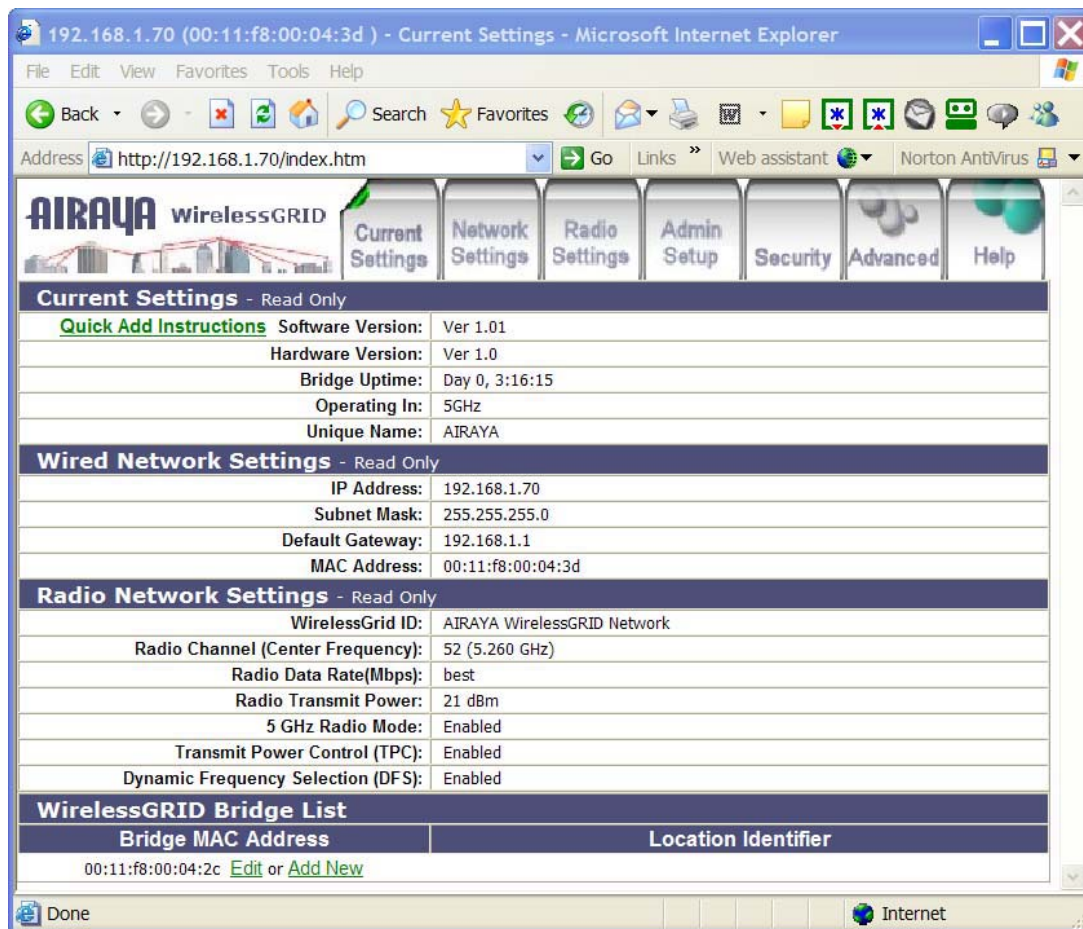 192.168.1.70 (00:11:f8:00:04:3d ) - Current Settings - Microsoft Internet Explorer
File Edit View Favorites Tools Help
Back Search Favorites
Address http://192.168.1.70/index.htm Go Links » Web assistant Norton AntiVirus
AIRAYA WIRELESSGRID
Current Settings
Network Settings
Radio Settings
Admin Setup
Security
Advanced
Help
Current Settings - Read Only
Quick Add Instructions Software Version: Ver 1.01
Hardware Version: Ver 1.0
Bridge Uptime: Day 0, 3:16:15
Operating In: 5GHz
Unique Name: AIRAYA
Wired Network Settings - Read Only
IP Address: 192.168.1.70
Subnet Mask: 255.255.255.0
Default Gateway: 192.168.1.1
MAC Address: 00:11:f8:00:04:3d
Radio Network Settings - Read Only
WirelessGrid ID: AIRAYA WirelessGRID Network
Radio Channel (Center Frequency): 52 (5.260 GHz)
Radio Data Rate(Mbps): best
Radio Transmit Power: 21 dBm
5 GHz Radio Mode: Enabled
Transmit Power Control (TPC): Enabled
Dynamic Frequency Selection (DFS): Enabled
WirelessGRID Bridge List
Bridge MAC Address Location Identifier
00:11:f8:00:04:2c Edit or Add New
Done Internet